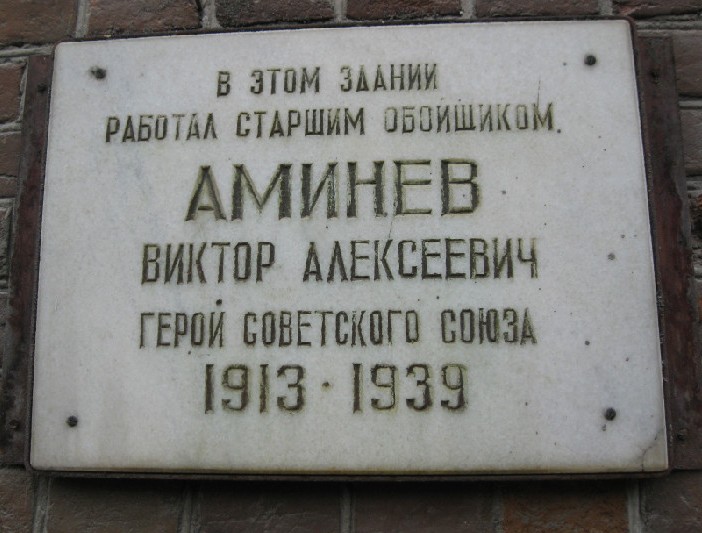 В ЭТОМ ЗДАНИИ
РАБОТАЛ СТАРШИМ ОБОЙЩИКОМ.
АМИНЕВ
ВИКТОР АЛЕКСЕЕВИЧ
ГЕРОЙ СОВЕТСКОГО СОЮЗА
1913 · 1939